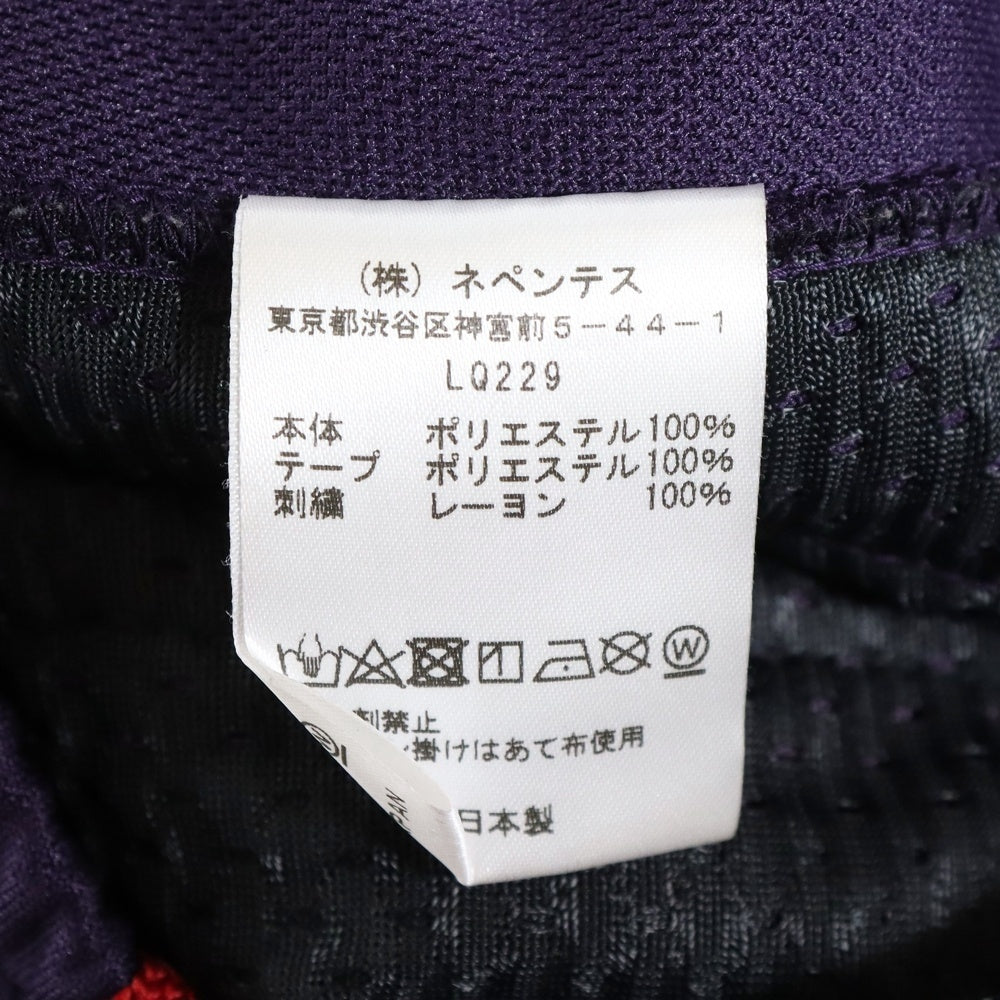 (株) ネペンテス
東京都渋谷区神宮前5-44-1
LQ229
本体 ポリエステル100%
テープ ポリエステル100%
刺繍 レーヨン 100%
W
剤禁止
ン掛けはあて布使用
日本製
PAN